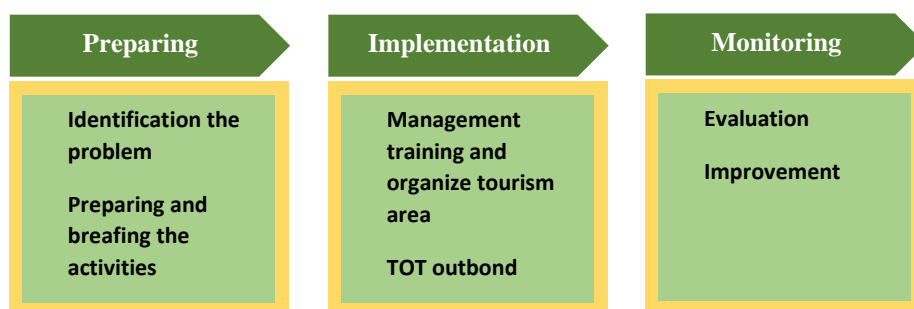 Preparing
Identification the
problem
Preparing and
breafing the
activities
Implementation
Management
training and
organize tourism
area
TOT outbond
Monitoring
Evaluation
Improvement